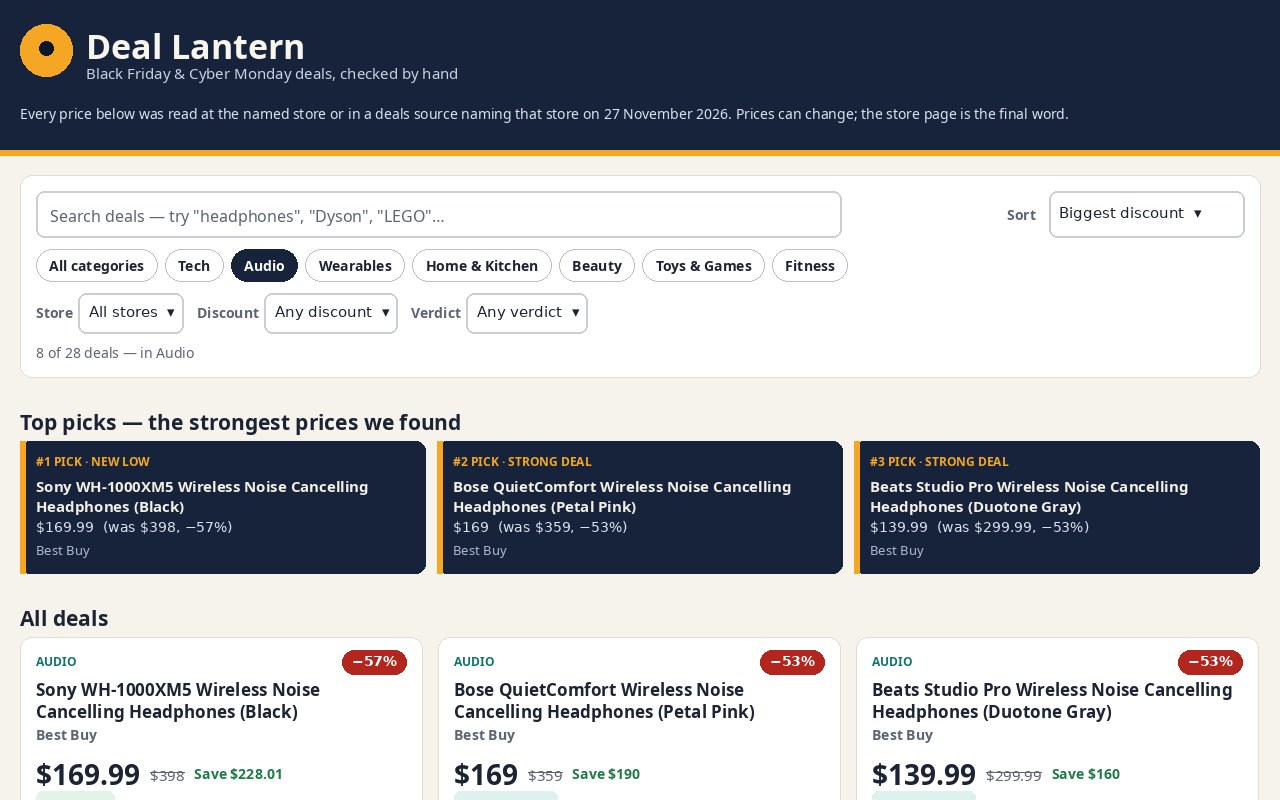 Deal Lantern
Black Friday & Cyber Monday deals, checked by hand
Every price below was read at the named store or in a deals source naming that store on 27 November 2026. Prices can change; the store page is the final word.
Search deals — try "headphones", "Dyson", "LEGO"...
Sort Biggest discount ▾
All categories Tech Audio Wearables Home & Kitchen Beauty Toys & Games Fitness
Store All stores ▾ Discount Any discount ▾ Verdict Any verdict ▾
8 of 28 deals — in Audio
Top picks — the strongest prices we found
#1 PICK · NEW LOW
Sony WH-1000XM5 Wireless Noise Cancelling
Headphones (Black)
$169.99 (was $398, −57%)
Best Buy
#2 PICK · STRONG DEAL
Bose QuietComfort Wireless Noise Cancelling
Headphones (Petal Pink)
$169 (was $359, −53%)
Best Buy
#3 PICK · STRONG DEAL
Beats Studio Pro Wireless Noise Cancelling
Headphones (Duotone Gray)
$139.99 (was $299.99, −53%)
Best Buy
All deals
AUDIO −57%
Sony WH-1000XM5 Wireless Noise
Cancelling Headphones (Black)
Best Buy
$169.99 $398 Save $228.01
AUDIO −53%
Bose QuietComfort Wireless Noise
Cancelling Headphones (Petal Pink)
Best Buy
$169 $359 Save $190
AUDIO −53%
Beats Studio Pro Wireless Noise Cancelling
Headphones (Duotone Gray)
Best Buy
$139.99 $299.99 Save $160